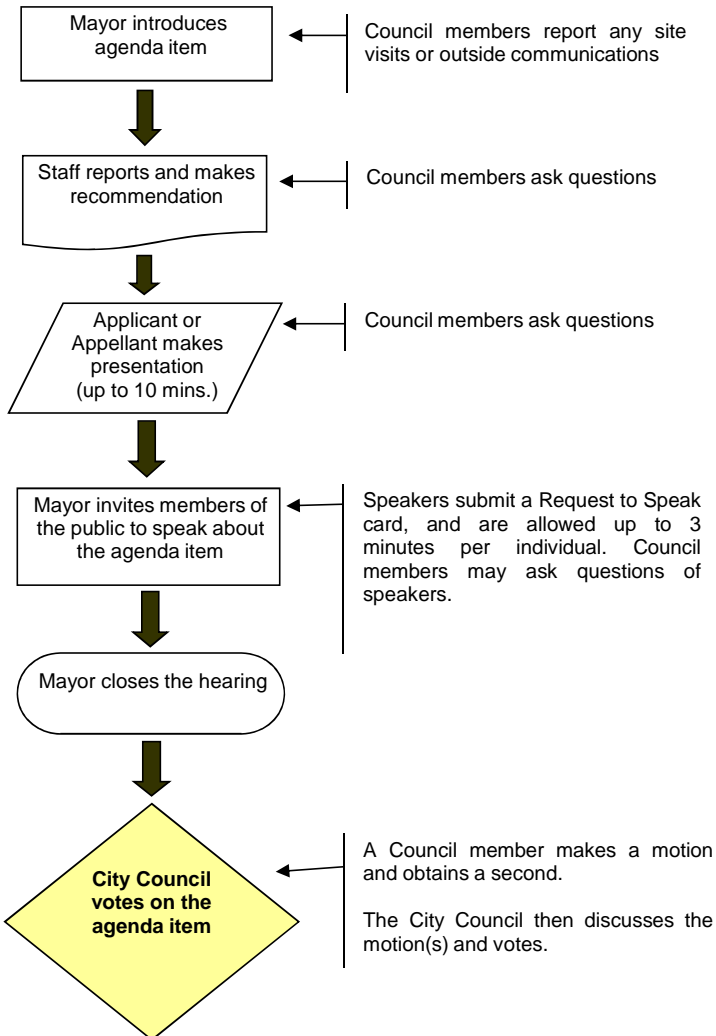 Mayor introduces
agenda item
Council members report any site
visits or outside communications
Staff reports and makes
recommendation
Council members ask questions
Applicant or
Appellant makes
presentation
(up to 10 mins.)
Council members ask questions
Mayor invites members of
the public to speak about
the agenda item
Speakers submit a Request to Speak
card, and are allowed up to 3
minutes per individual. Council
members may ask questions of
speakers.
Mayor closes the hearing
City Council
votes on the
agenda item
A Council member makes a motion
and obtains a second.
The City Council then discusses the
motion(s) and votes.